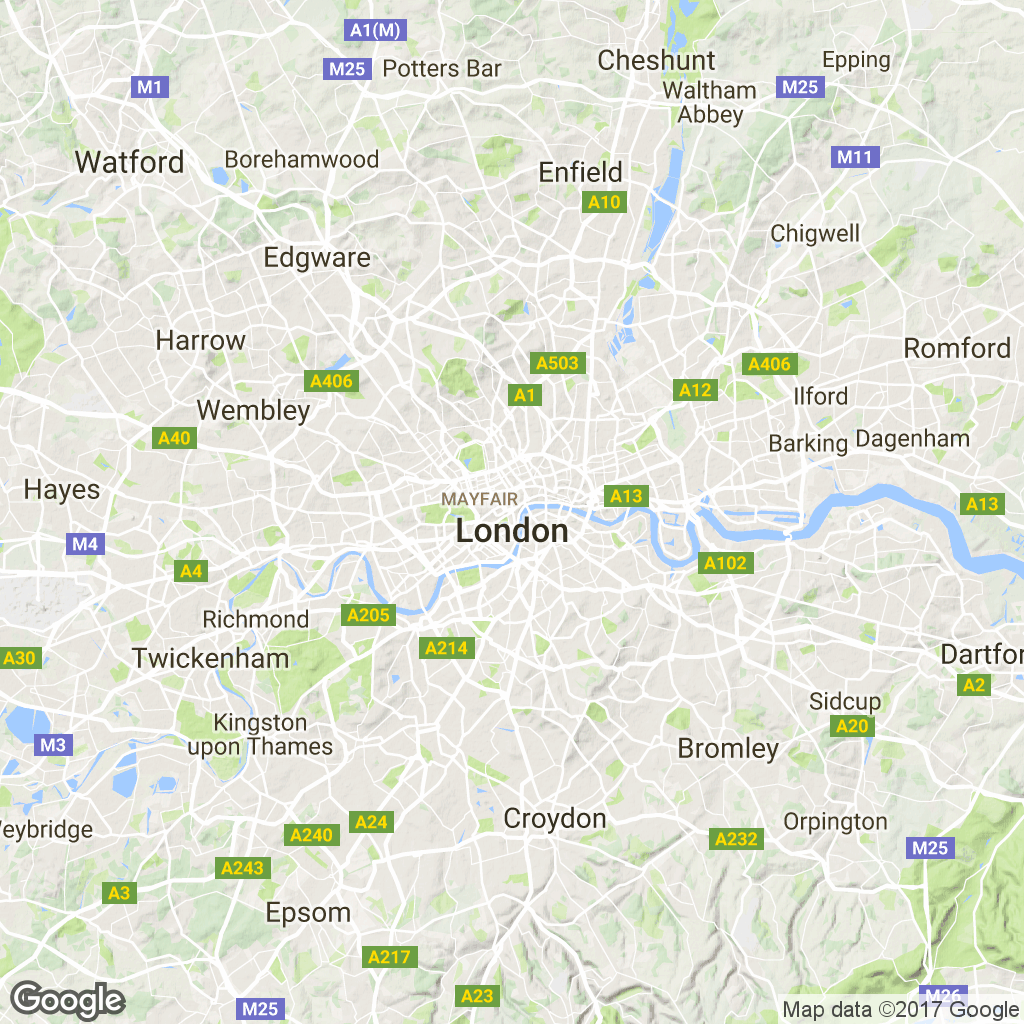 A1(M)
M25
Potters Bar
Cheshunt
Epping
M1
Waltham
Abbey
M25
Watford
Borehamwood
Enfield
M11
A10
Chigwell
Edgware
Harrow
A503
A406
Romford
A406
A1
A12
Ilford
Wembley
A40
Barking
Dagenham
Hayes
MAYFAIR
A13
A13
London
M4
A4
A102
Richmond
A205
A214
Twickenham
A30
Dartfor
A2
Sidcup
Kingston
upon Thames
A20
M3
Bromley
Croydon
A24
Weybridge
A240
A232
Orpington
M25
A243
A3
Epsom
A217
A23
M26
Google
M25
Map data ©2017 Google